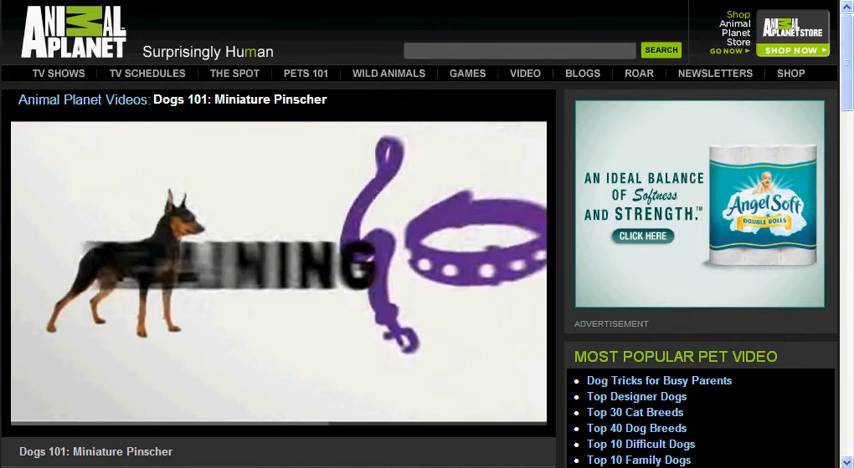 ANIMAL
PLANET
Surprisingly Human
SEARCH
Shop
Animal
Planet
Store
GO NOW
ANIMAL
PLANET STORE
SHOP NOW
TV SHOWS TV SCHEDULES THE SPOT PETS 101 WILD ANIMALS GAMES VIDEO BLOGS ROAR NEWSLETTERS SHOP
Animal Planet Videos: Dogs 101: Miniature Pinscher
TRAINING
AN IDEAL BALANCE
OF Softness
AND STRENGTH.™
CLICK HERE
Angel Soft
DOUBLE ROLLS
ADVERTISEMENT
MOST POPULAR PET VIDEO
Dog Tricks for Busy Parents
Top Designer Dogs
Top 30 Cat Breeds
Top 40 Dog Breeds
Top 10 Difficult Dogs
Top 10 Family Dogs
Dogs 101: Miniature Pinscher